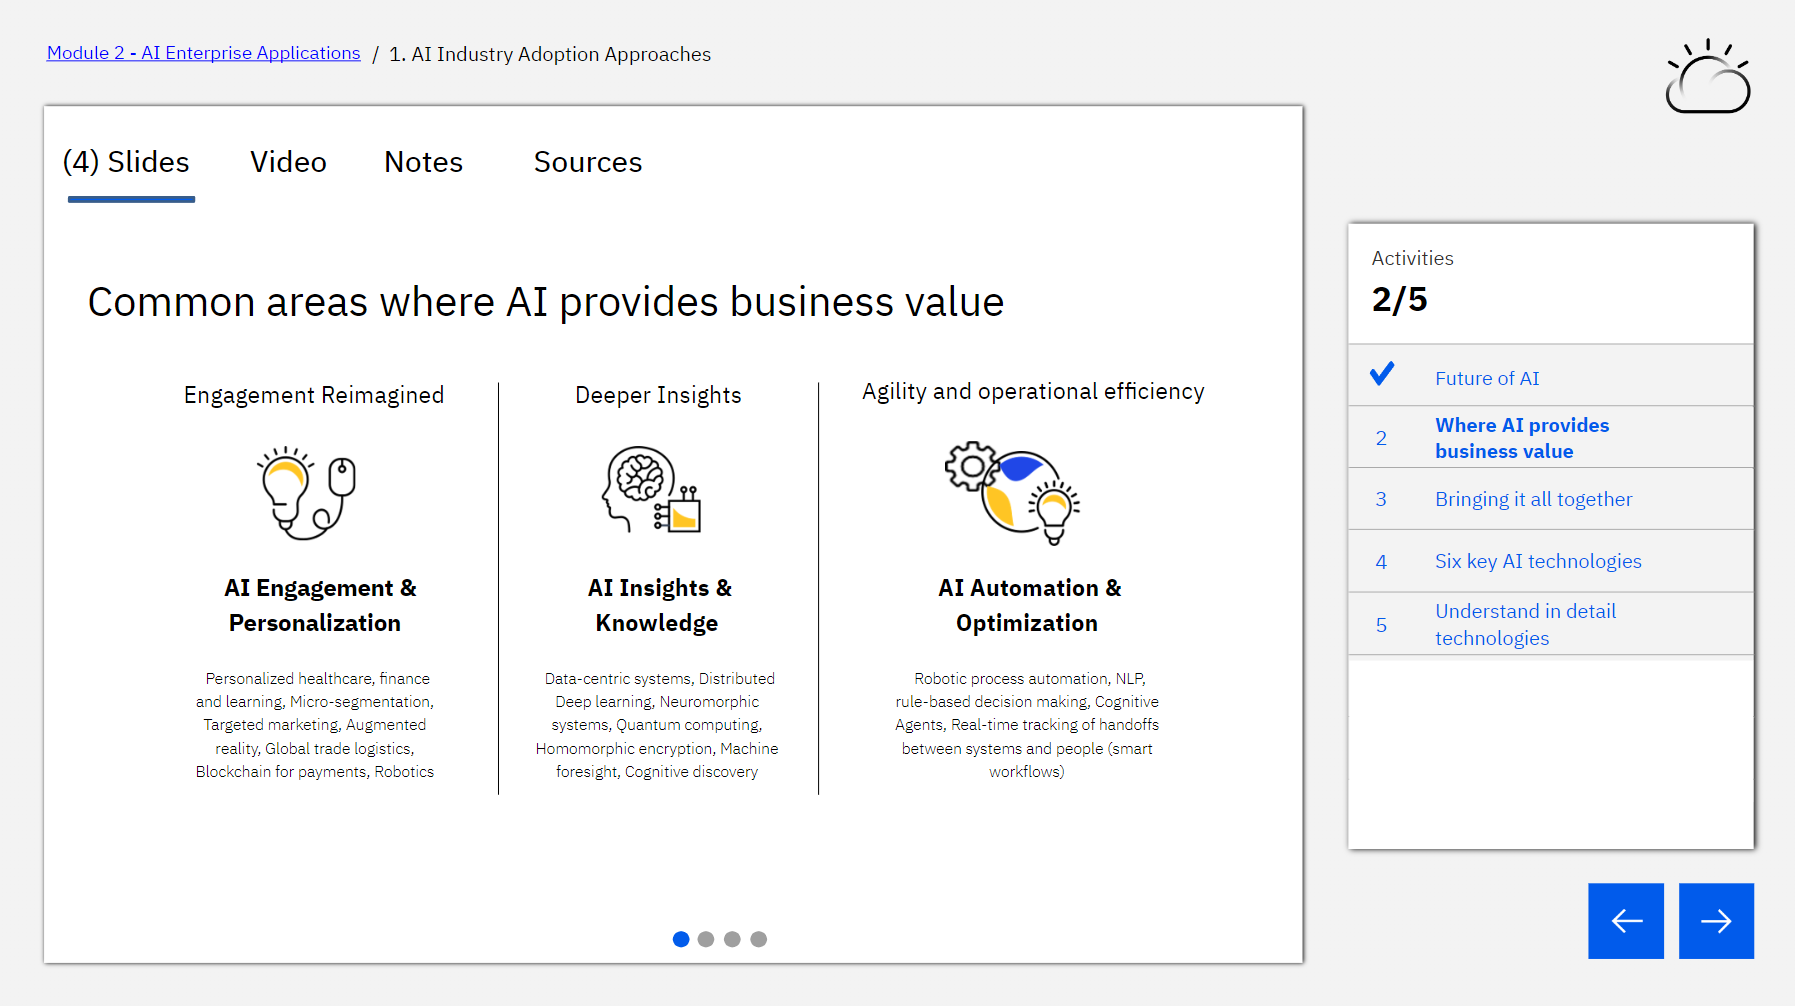 Module 2 - AI Enterprise Applications / 1. AI Industry Adoption Approaches
(4) Slides Video Notes Sources
Common areas where AI provides business value
Engagement Reimagined
AI Engagement &
Personalization
Personalized healthcare, finance
and learning, Micro-segmentation,
Targeted marketing, Augmented
reality, Global trade logistics,
Blockchain for payments, Robotics
Deeper Insights
AI Insights &
Knowledge
Data-centric systems, Distributed
Deep learning, Neuromorphic
systems, Quantum computing,
Homomorphic encryption, Machine
foresight, Cognitive discovery
Agility and operational efficiency
AI Automation &
Optimization
Robotic process automation, NLP,
rule-based decision making, Cognitive
Agents, Real-time tracking of handoffs
between systems and people (smart
workflows)
Activities
2/5
Future of AI
2 Where AI provides
business value
3 Bringing it all together
4 Six key AI technologies
5 Understand in detail
technologies